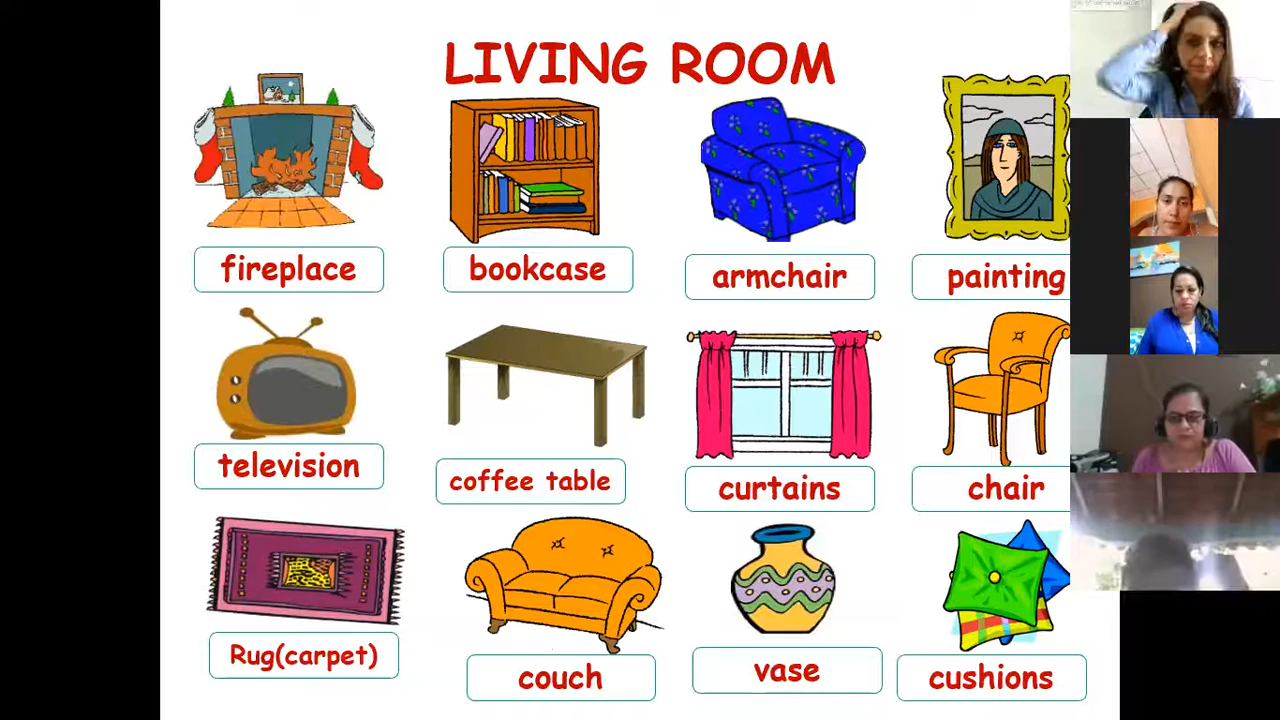 LIVING ROOM
fireplace
bookcase
armchair
painting
television
coffee table
curtains
chair
Rug(carpet)
couch
vase
cushions